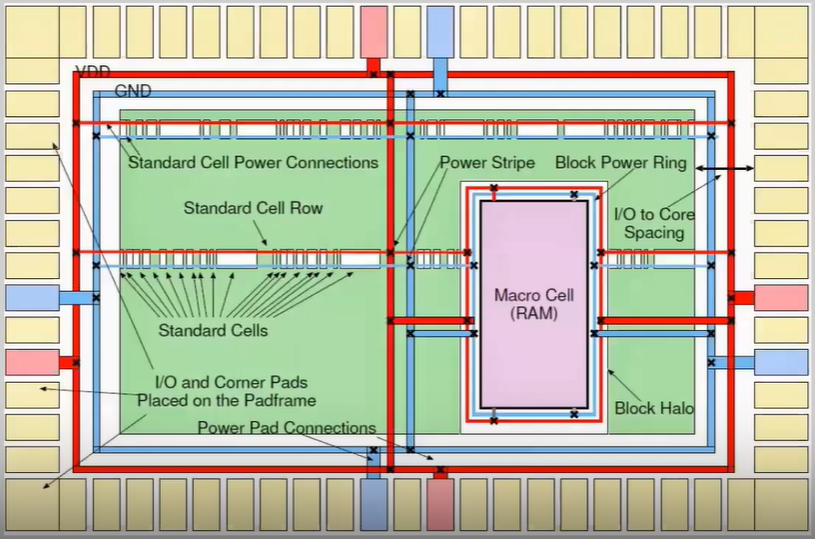 VDD
GND
Standard Cell Power Connections
Power Stripe
Block Power Ring
Standard Cell Row
I/O to Core
Spacing
Macro Cell
(RAM)
Standard Cells
I/O and Corner Pads
Placed on the Padframe
Block Halo
Power Pad Connections